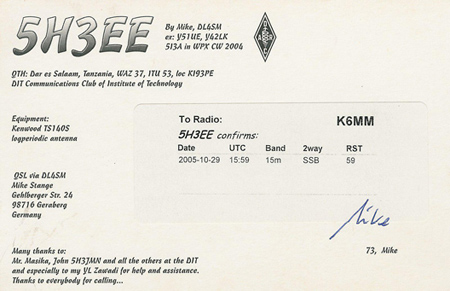 5H3EE
By Mike, DL4SM
ex: Y51UE, Y42LK
5I3A in WPX CW 2004
QTH: Dar es Salaam, Tanzania, WAZ 37, ITU 53, loc KI93PE
DIT Communications Club of Institute of Technology
Equipment:
Kenwood TS140S
logperiodic antenna
To Radio: K6MM
5H3EE confirms:
Date UTC Band 2way RST
2005-10-29 15:59 15m SSB 59
QSL via DL4SM
Mike Stange
Gehlberger Str. 24
98716 Geraberg
Germany
Mike
73, Mike
Many thanks to:
Mr. Masika, John 5H3JMN and all the others at the DIT
and especially to my YL Zawadi for help and assistance.
Thanks to everybody for calling...